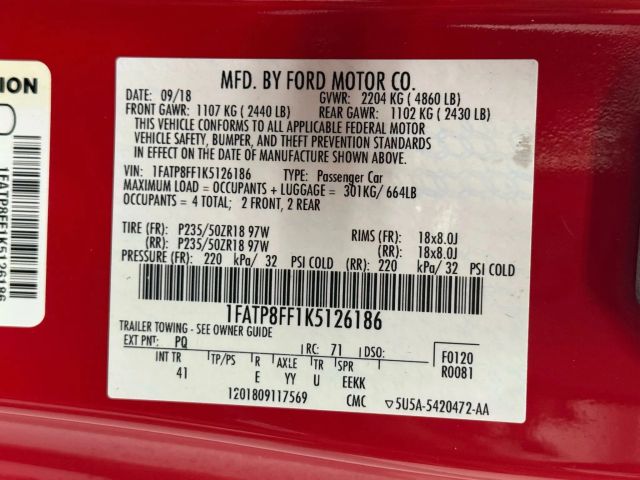 MFD. BY FORD MOTOR CO.
DATE: 09/18 GVWR: 2204 KG ( 4860 LB)
FRONT GAWR: 1107 KG ( 2440 LB) REAR GAWR: 1102 KG ( 2430 LB)
THIS VEHICLE CONFORMS TO ALL APPLICABLE FEDERAL MOTOR
VEHICLE SAFETY, BUMPER, AND THEFT PREVENTION STANDARDS
IN EFFECT ON THE DATE OF MANUFACTURE SHOWN ABOVE.
VIN: 1FATP8FF1K5126186 TYPE: Passenger Car
MAXIMUM LOAD = OCCUPANTS + LUGGAGE = 301KG/ 664LB
OCCUPANTS = 4 TOTAL; 2 FRONT, 2 REAR
TIRE (FR): P235/50ZR18 97W RIMS (FR): 18x8.0J
(RR): P235/50ZR18 97W (RR): 18x8.0J
PRESSURE (FR): 220 kPa/ 32 PSI COLD (RR): 220 kPa/ 32 PSI COLD
1FATP8FF1K5126186
TRAILER TOWING - SEE OWNER GUIDE
EXT PNT: PQ RC: 71 DSO: F0120
INT TR TP/PS R AXLE TR SPR R0081
41 E YY U EEKK
1201809117569 CMC ▽5U5A-5420472-AA
ION
1FATP8FF1K5126186